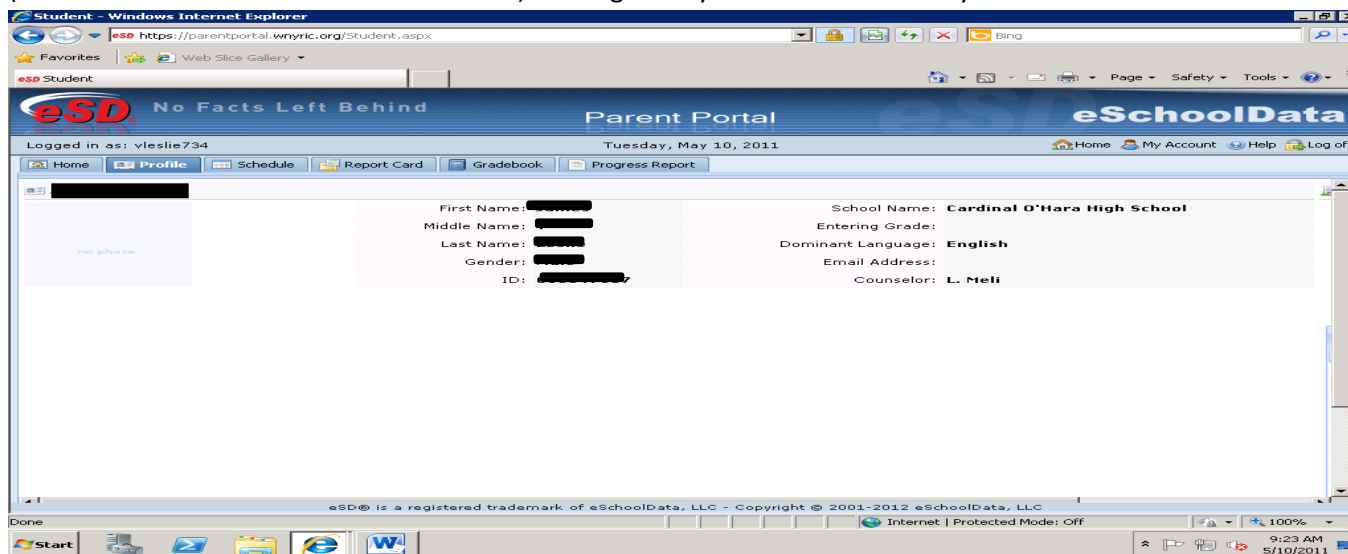 Student - Windows Internet Explorer
https://parentportal.wnyric.org/Student.aspx Bing
Favorites Web Slice Gallery
eSD Student Page Safety Tools
eSD No Facts Left Behind Parent Portal eSchoolData
Logged in as: vleslie734 Tuesday, May 10, 2011 Home My Account Help Log of
Home Profile Schedule Report Card Gradebook Progress Report
no photo
First Name: School Name: Cardinal O'Hara High School
Middle Name: Entering Grade:
Last Name: Dominant Language: English
Gender: Email Address:
ID: Counselor: L. Meli
eSD® is a registered trademark of eSchoolData, LLC - Copyright © 2001-2012 eSchoolData, LLC
Done Internet | Protected Mode: Off 100%
Start 9:23 AM
5/10/2011